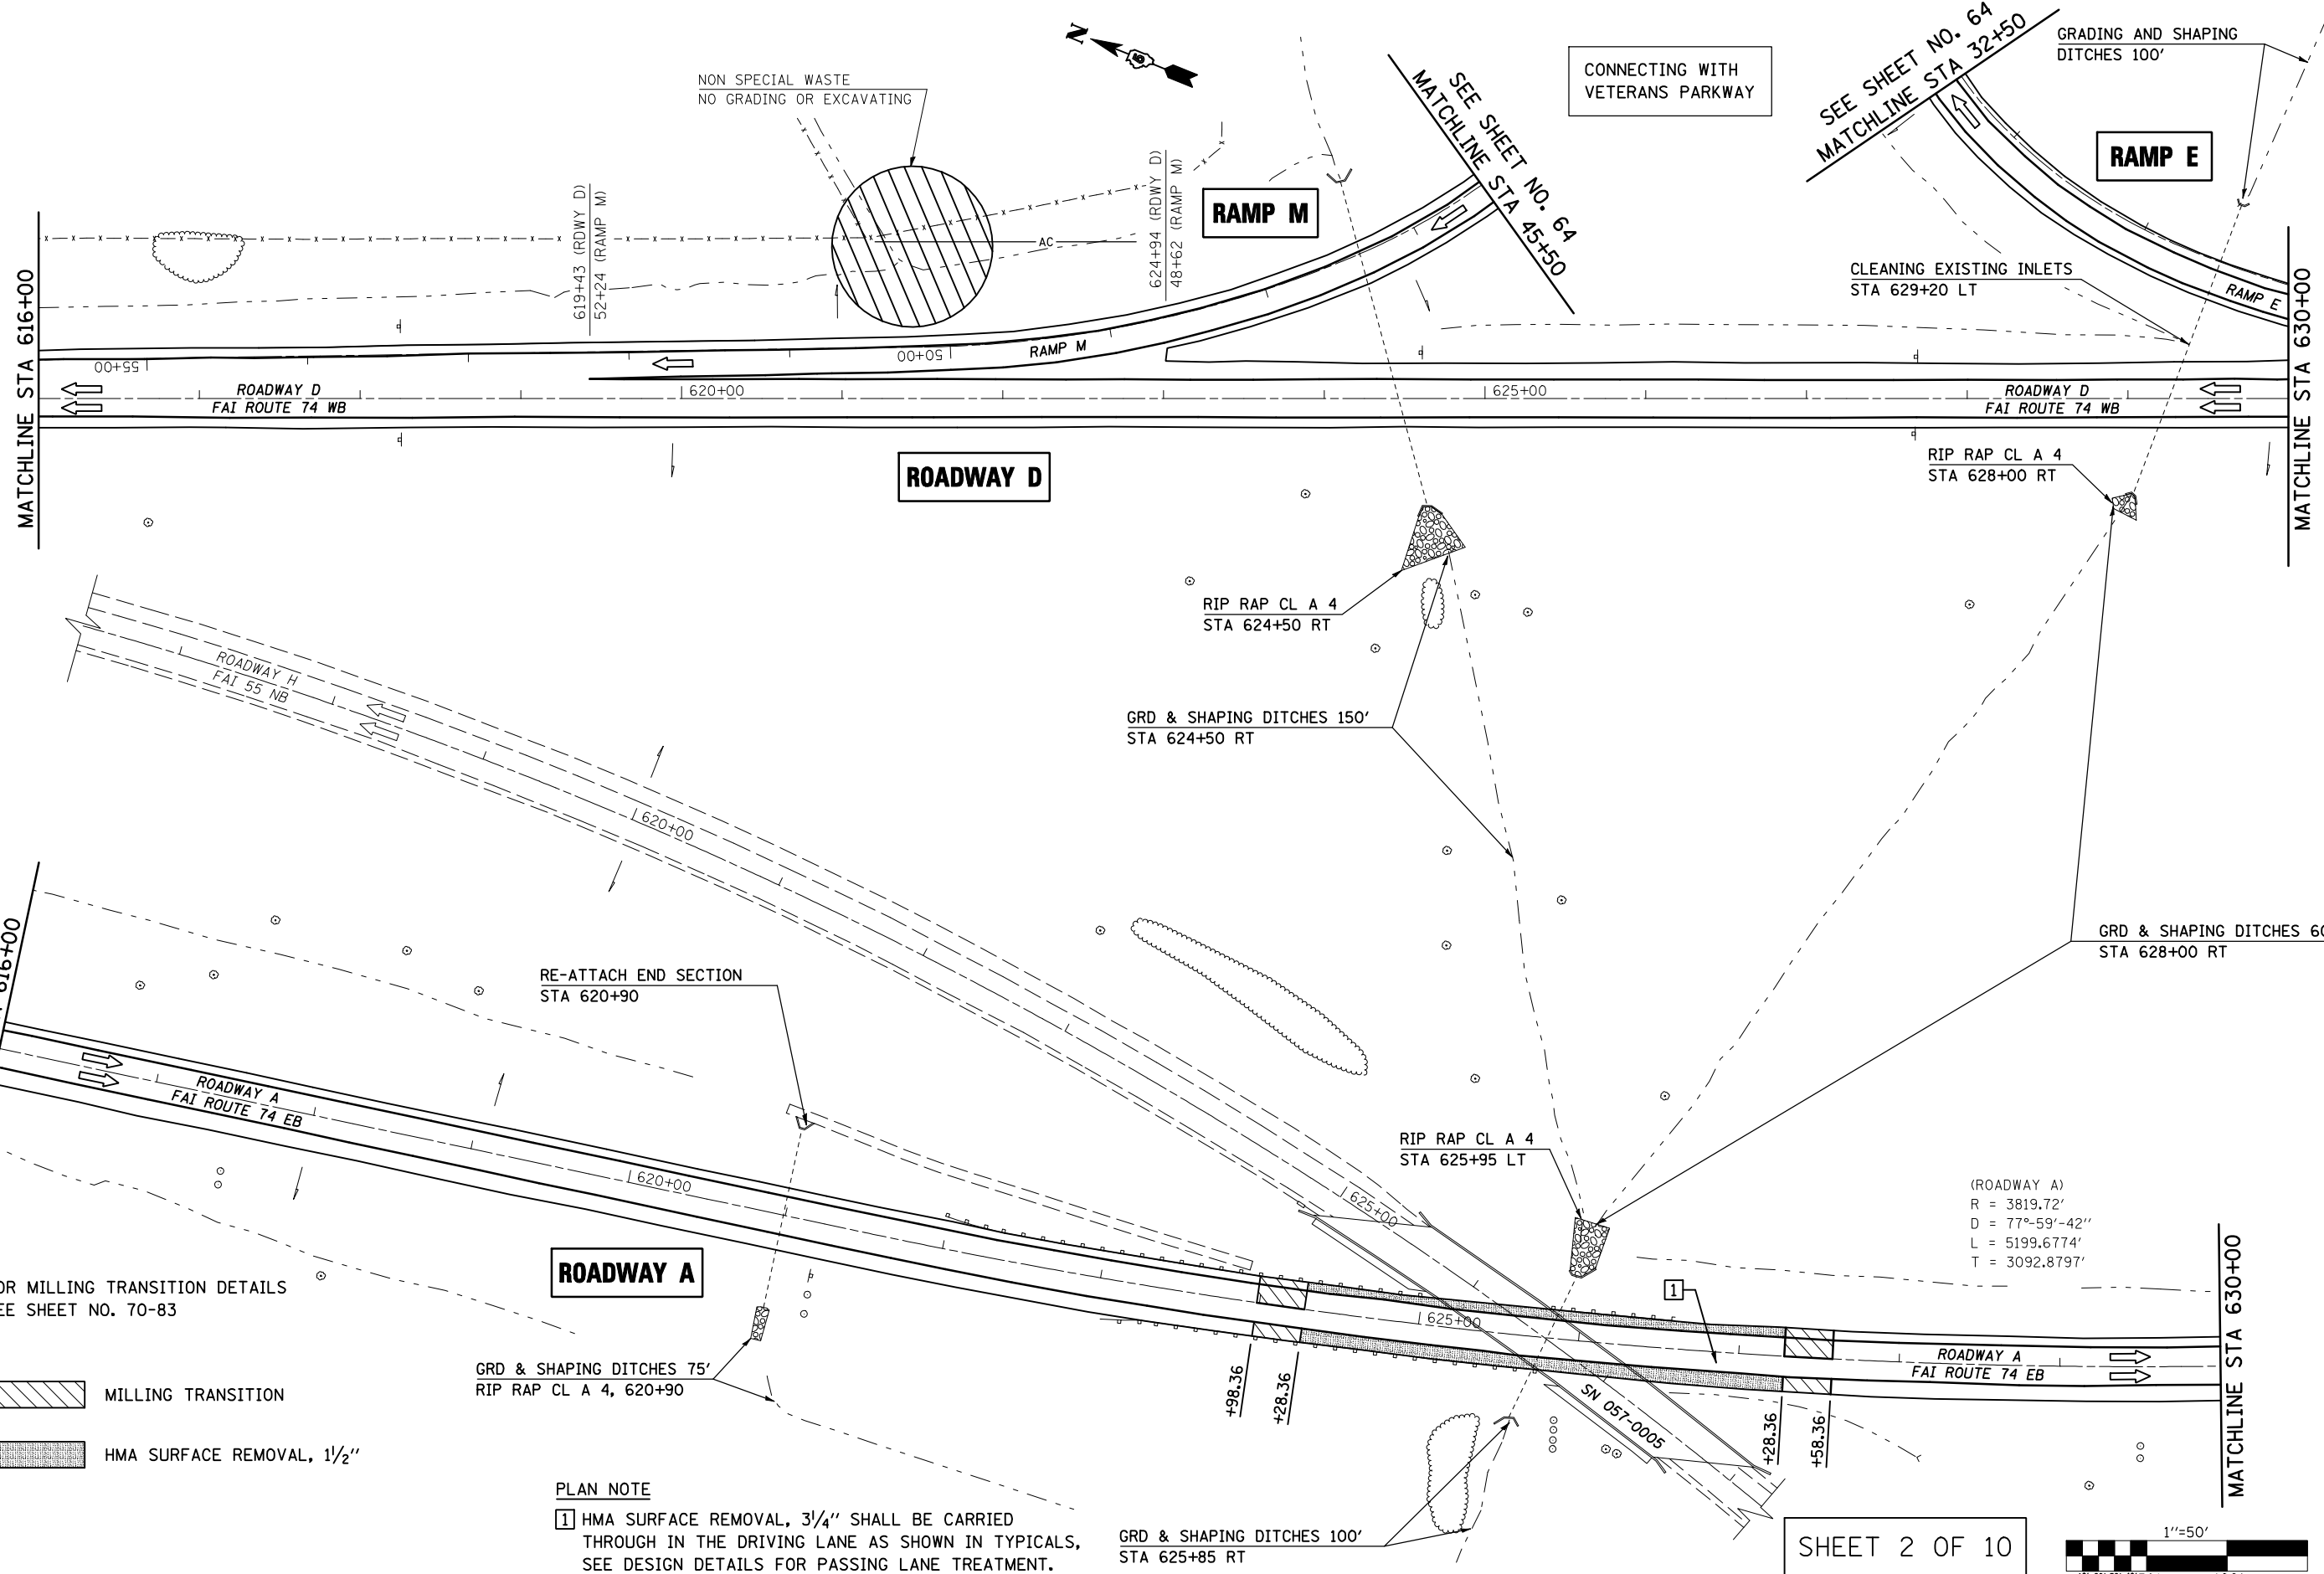 NON SPECIAL WASTE
NO GRADING OR EXCAVATING
N
CONNECTING WITH
VETERANS PARKWAY
SEE SHEET NO. 64
MATCHLINE STA 45+50
SEE SHEET NO. 64
MATCHLINE STA 32+50
GRADING AND SHAPING
DITCHES 100'
RAMP E
RAMP M
619+43 (RDWY D)
52+24 (RAMP M)
624+94 (RDWY D)
48+62 (RAMP M)
AC
CLEANING EXISTING INLETS
STA 629+20 LT
RAMP E
MATCHLINE STA 616+00
MATCHLINE STA 630+00
55+00
50+00
RAMP M
ROADWAY D
FAI ROUTE 74 WB
620+00
625+00
ROADWAY D
FAI ROUTE 74 WB
ROADWAY D
RIP RAP CL A 4
STA 628+00 RT
RIP RAP CL A 4
STA 624+50 RT
ROADWAY H
FAI 55 NB
GRD & SHAPING DITCHES 150'
STA 624+50 RT
620+00
616+00
RE-ATTACH END SECTION
STA 620+90
GRD & SHAPING DITCHES
STA 628+00 RT
ROADWAY A
FAI ROUTE 74 EB
620+00
RIP RAP CL A 4
STA 625+95 LT
625+00
(ROADWAY A)
R = 3819.72'
D = 77°-59'-42''
L = 5199.6774'
T = 3092.8797'
ROADWAY A
OR MILLING TRANSITION DETAILS
EE SHEET NO. 70-83
1
625+00
ROADWAY A
FAI ROUTE 74 EB
MATCHLINE STA 630+00
GRD & SHAPING DITCHES 75'
RIP RAP CL A 4, 620+90
+98.36
+28.36
SN 057-0005
+28.36
+58.36
MILLING TRANSITION
HMA SURFACE REMOVAL, 1 1/2''
PLAN NOTE
1 HMA SURFACE REMOVAL, 3 1/4'' SHALL BE CARRIED
THROUGH IN THE DRIVING LANE AS SHOWN IN TYPICALS,
SEE DESIGN DETAILS FOR PASSING LANE TREATMENT.
GRD & SHAPING DITCHES 100'
STA 625+85 RT
SHEET 2 OF 10
1''=50'